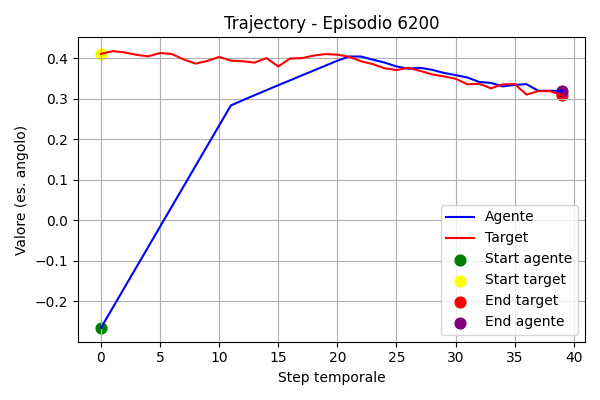 Trajectory - Episodio 6200
Valore (es. angolo)
0.4
0.3
0.2
0.1
0.0
−0.1
−0.2
0
5
10
15
20
25
30
35
40
Step temporale
Agente
Target
Start agente
Start target
End target
End agente